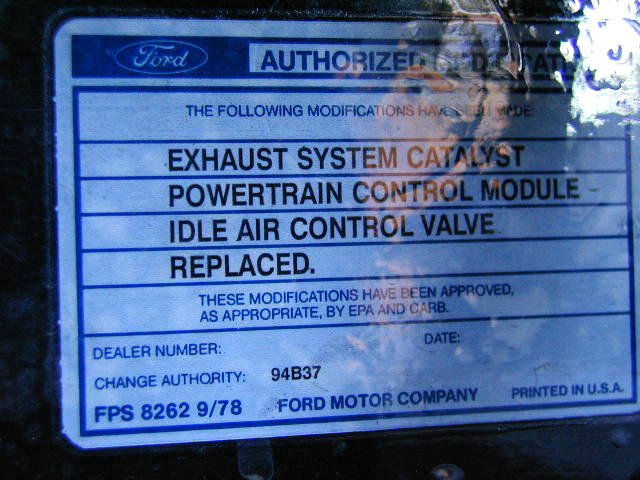 Ford
AUTHORIZED
THE FOLLOWING MODIFICATIONS HAVE BEEN MADE:
EXHAUST SYSTEM CATALYST
POWERTRAIN CONTROL MODULE
IDLE AIR CONTROL VALVE
REPLACED.
THESE MODIFICATIONS HAVE BEEN APPROVED,
AS APPROPRIATE, BY EPA AND CARB.
DEALER NUMBER: DATE:
CHANGE AUTHORITY: 94B37
FPS 8262 9/78 FORD MOTOR COMPANY PRINTED IN U.S.A.